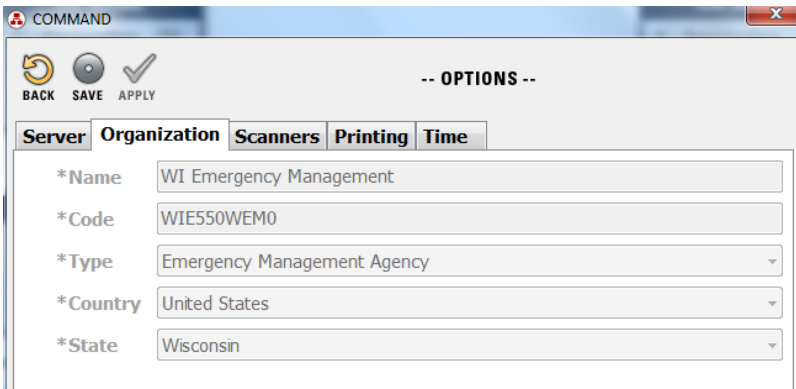 COMMAND
BACK SAVE APPLY
-- OPTIONS --
Server Organization Scanners Printing Time
*Name WI Emergency Management
*Code WIE550WEM0
*Type Emergency Management Agency
*Country United States
*State Wisconsin